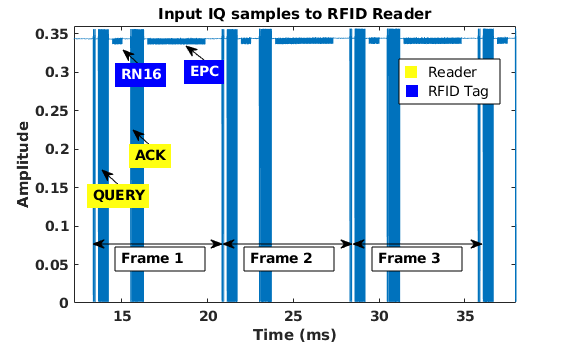 Input IQ samples to RFID Reader
Amplitude
0.35
0.3
0.25
0.2
0.15
0.1
0.05
0
RN16
EPC
ACK
QUERY
Reader
RFID Tag
Frame 1
Frame 2
Frame 3
15
20
25
30
35
Time (ms)